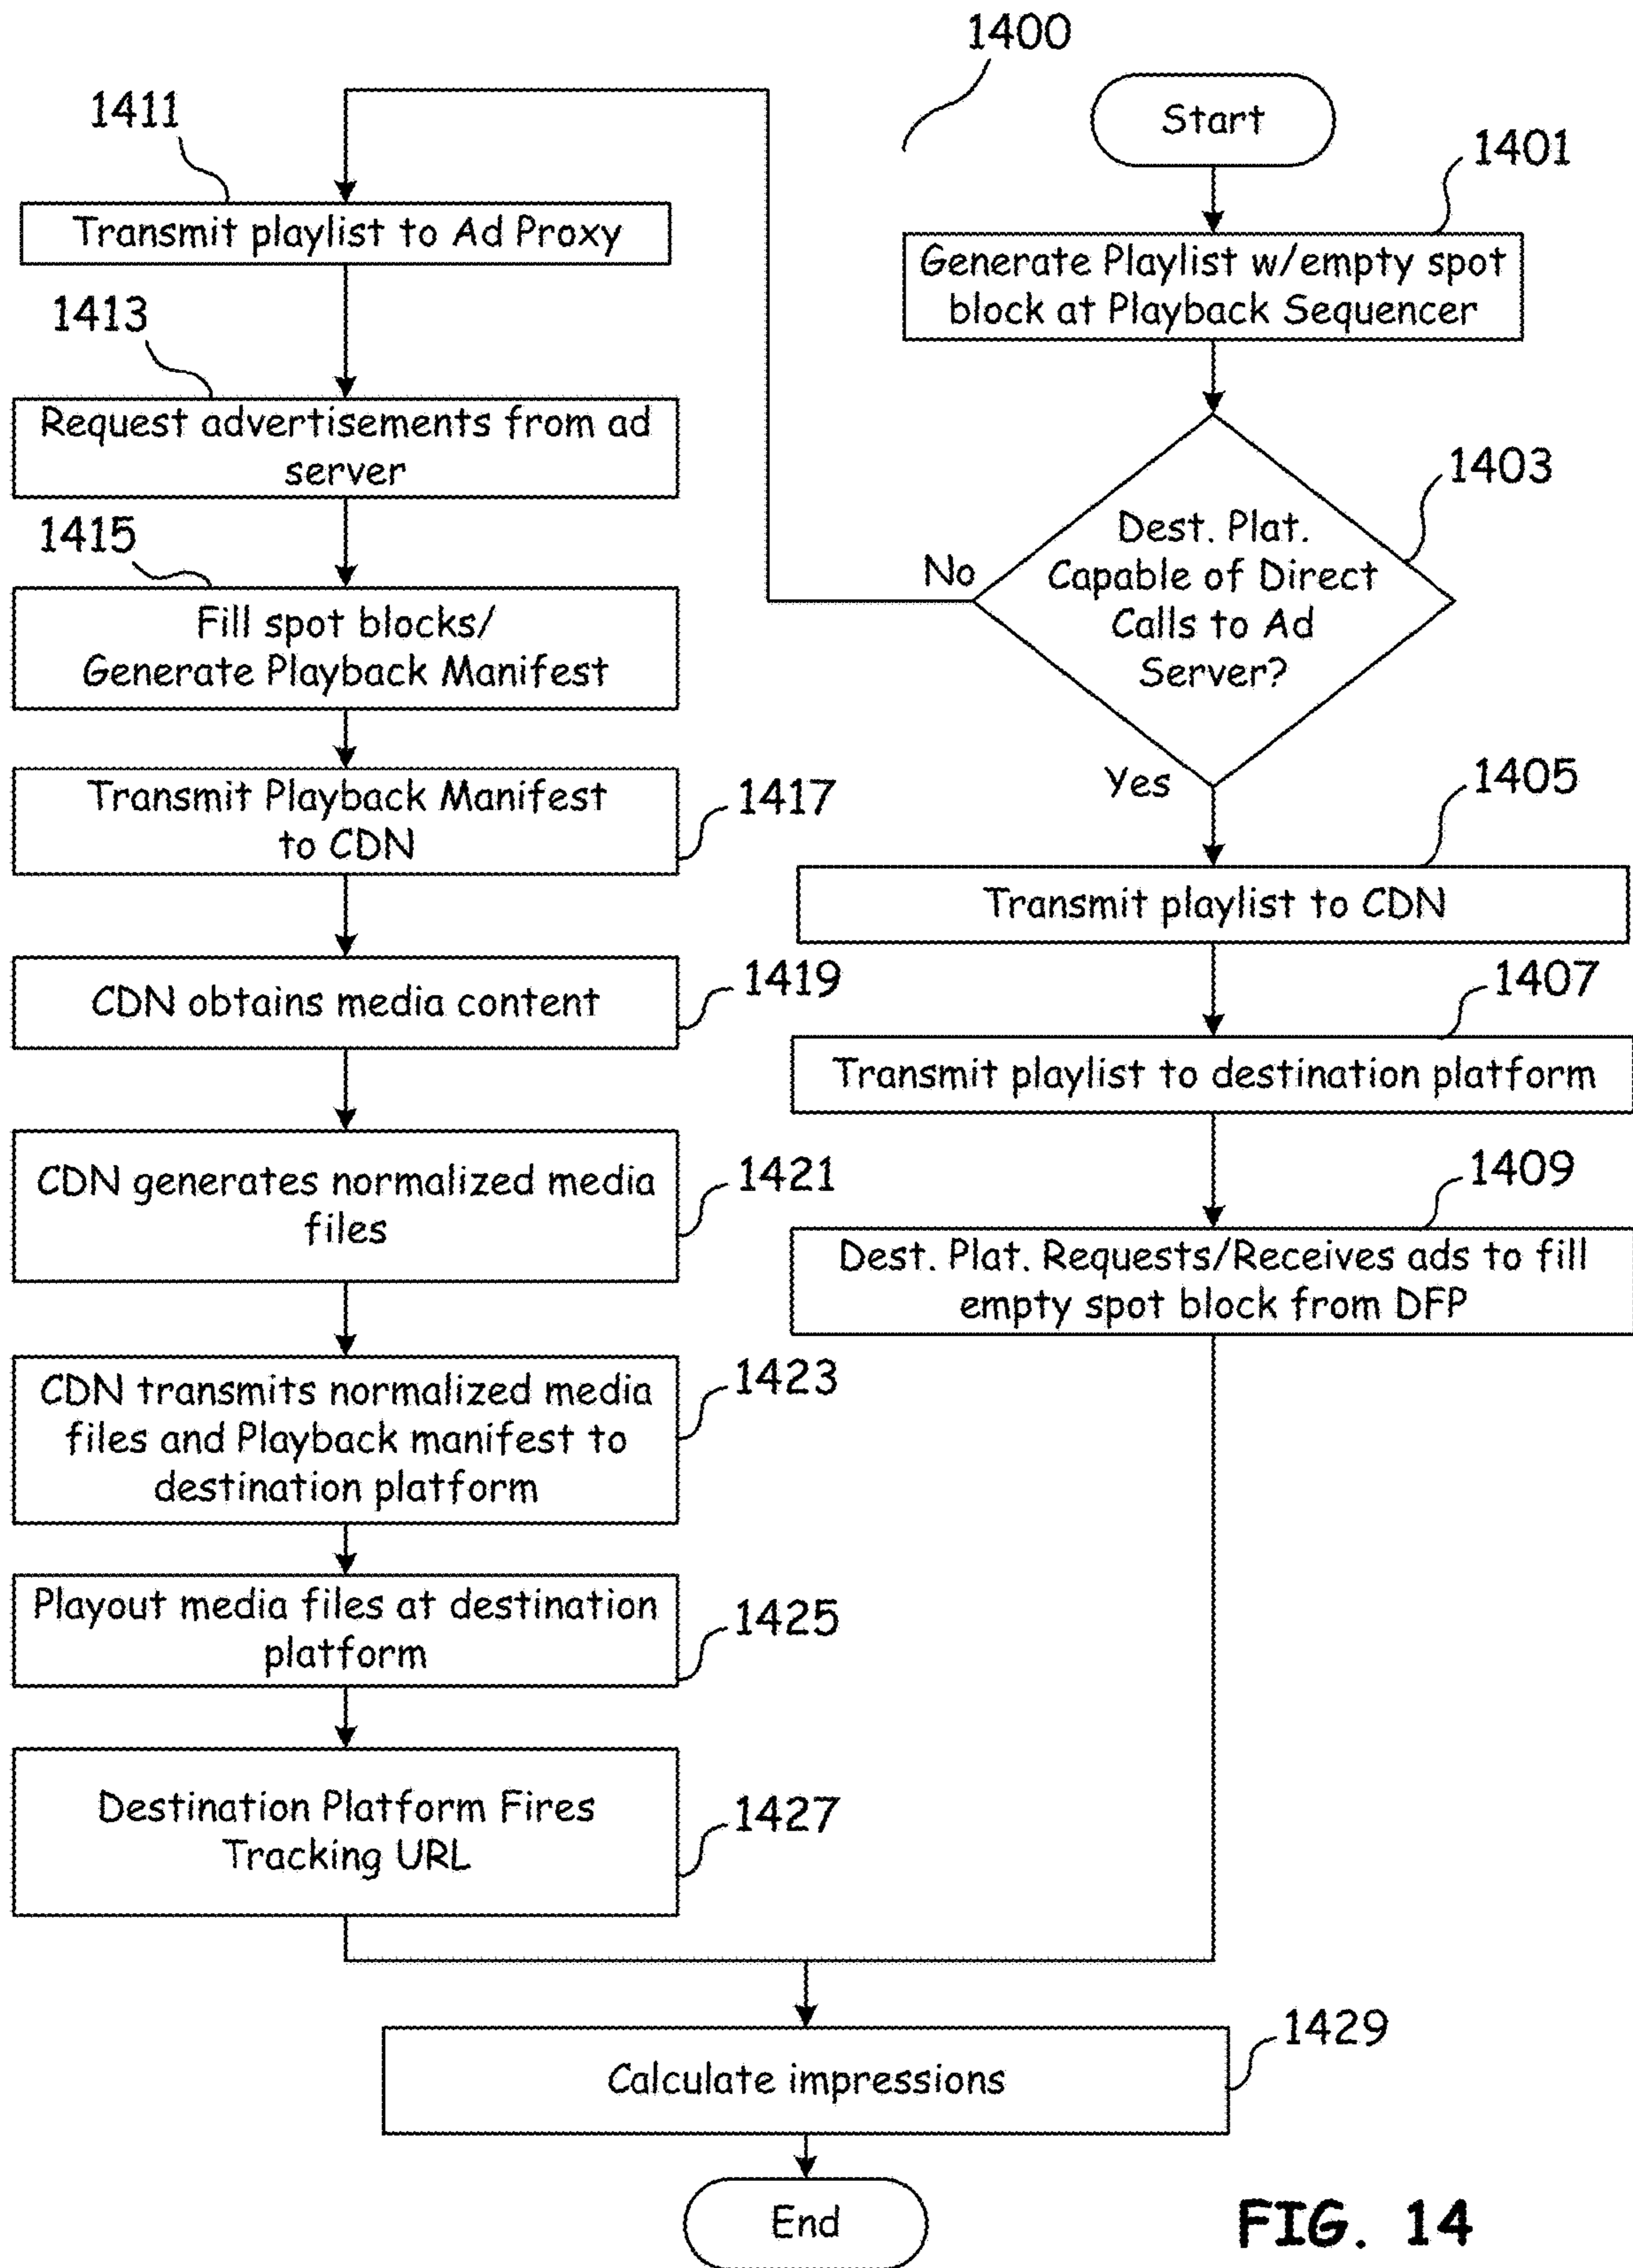 1400
Start
1401
Generate Playlist w/empty spot
block at Playback Sequencer
1403
Dest. Plat.
Capable of Direct
Calls to Ad
Server?
No
Yes
1405
Transmit playlist to CDN
1407
Transmit playlist to destination platform
1409
Dest. Plat. Requests/Receives ads to fill
empty spot block from DFP
1411
Transmit playlist to Ad Proxy
1413
Request advertisements from ad
server
1415
Fill spot blocks/
Generate Playback Manifest
Transmit Playback Manifest
to CDN
1417
CDN obtains media content
1419
CDN generates normalized media
files
1421
CDN transmits normalized media
files and Playback manifest to
destination platform
1423
Playout media files at destination
platform
1425
Destination Platform Fires
Tracking URL
1427
1429
Calculate impressions
End
FIG. 14